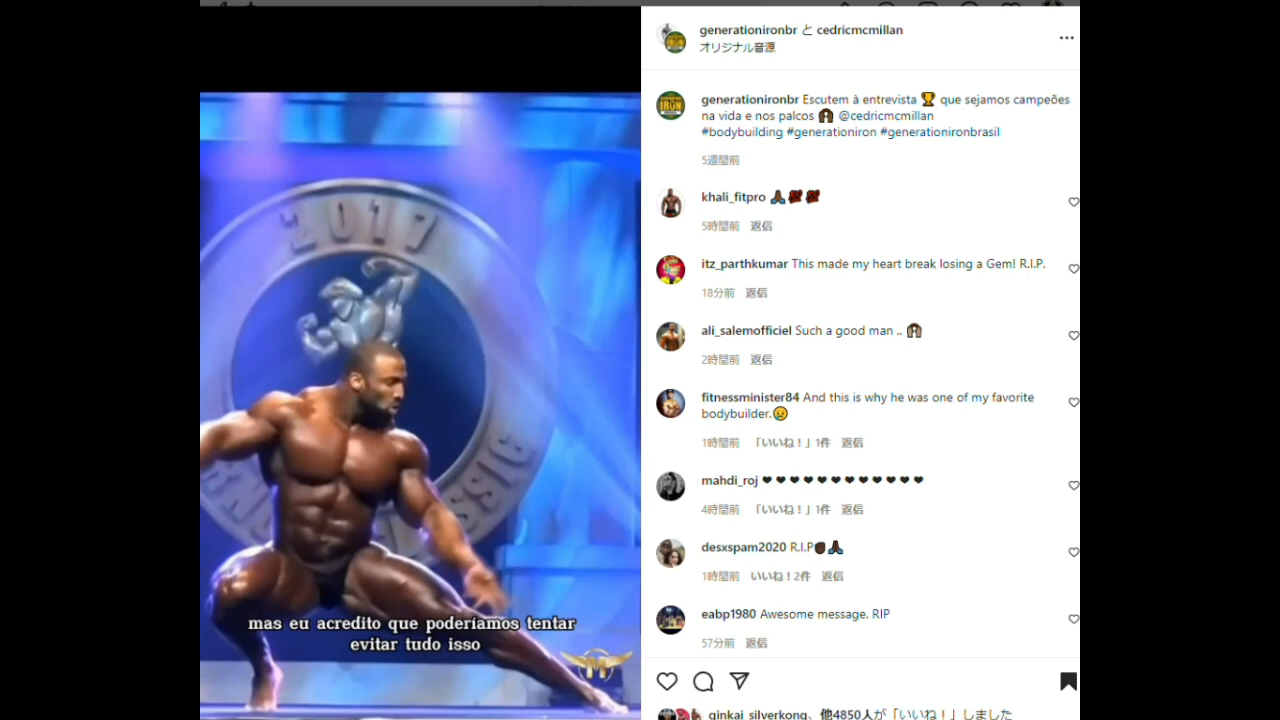 2017
mas eu acredito que poderíamos tentar
evitar tudo isso
generationironbr と cedricmcmillan
オリジナル音源
generationironbr Escutem à entrevista 🏆 que sejamos campeões
na vida e nos palcos @cedricmcmillan
#bodybuilding #generationiron #generationironbrasil
5週間前
khali_fitpro
5時間前 返信
itz_parthkumar This made my heart break losing a Gem! R.I.P.
18分前 返信
ali_salemofficiel Such a good man ..
2時間前 返信
fitnessminister84 And this is why he was one of my favorite
bodybuilder.😥
1時間前 「いいね！」1件 返信
mahdi_roj ❤❤❤❤❤❤❤❤❤❤❤❤
4時間前 「いいね！」1件 返信
desxspam2020 R.I.P
1時間前 いいね！2件 返信
eabp1980 Awesome message. RIP
57分前 返信
ginkai_silverkong、他4850人が「いいね！」しました